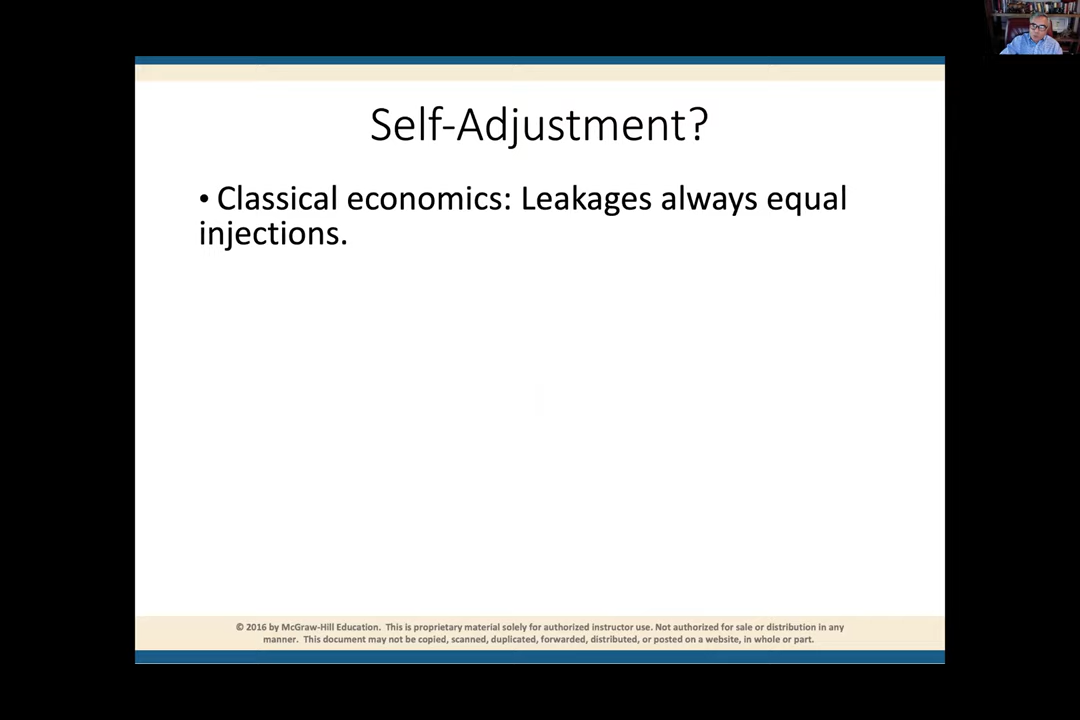 Self-Adjustment?
• Classical economics: Leakages always equal
injections.
© 2016 by McGraw-Hill Education. This is proprietary material solely for authorized instructor use. Not authorized for sale or distribution in any
manner. This document may not be copied, scanned, duplicated, forwarded, distributed, or posted on a website, in whole or part.